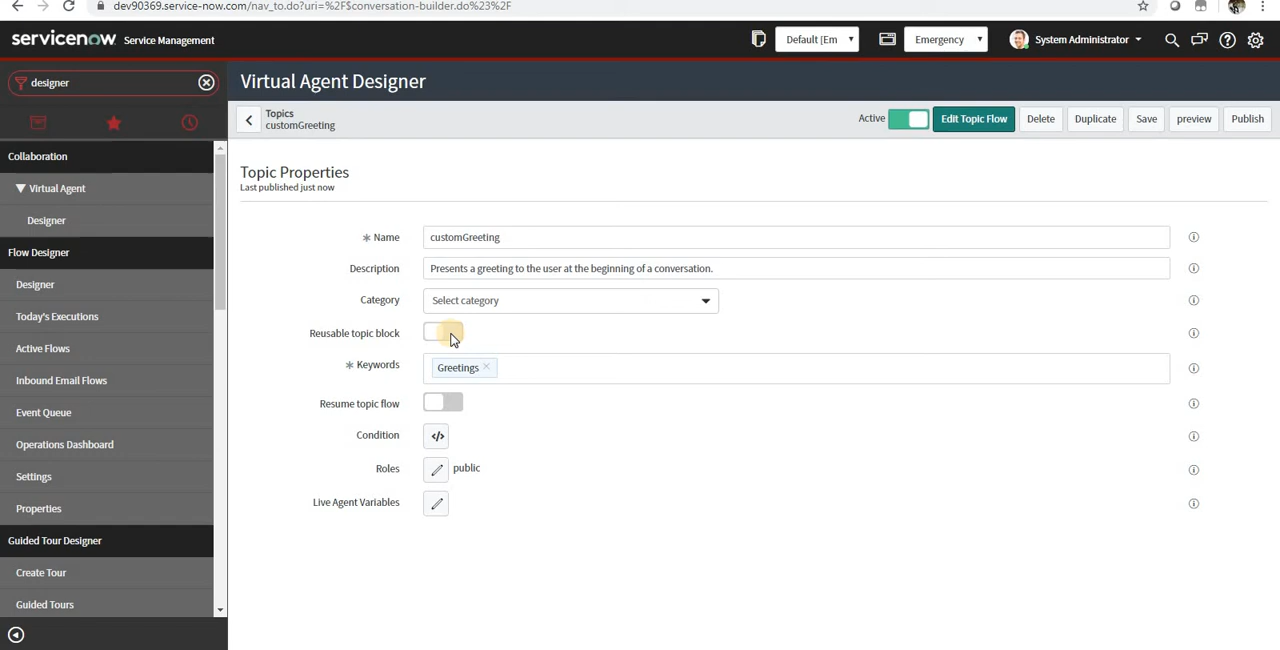 dev90369.service-now.com/nav_to.do?uri=%2F$conversation-builder.do%23%2F
servicenow Service Management
Default [Em
Emergency
System Administrator
designer
Virtual Agent Designer
Topics
customGreeting
Active
Edit Topic Flow
Delete
Duplicate
Save
preview
Publish
Collaboration
Virtual Agent
Designer
Flow Designer
Designer
Today's Executions
Active Flows
Inbound Email Flows
Event Queue
Operations Dashboard
Settings
Properties
Guided Tour Designer
Create Tour
Guided Tours
Topic Properties
Last published just now
✱ Name customGreeting
Description Presents a greeting to the user at the beginning of a conversation.
Category Select category
Reusable topic block
✱ Keywords Greetings ×
Resume topic flow
Condition </>
Roles public
Live Agent Variables